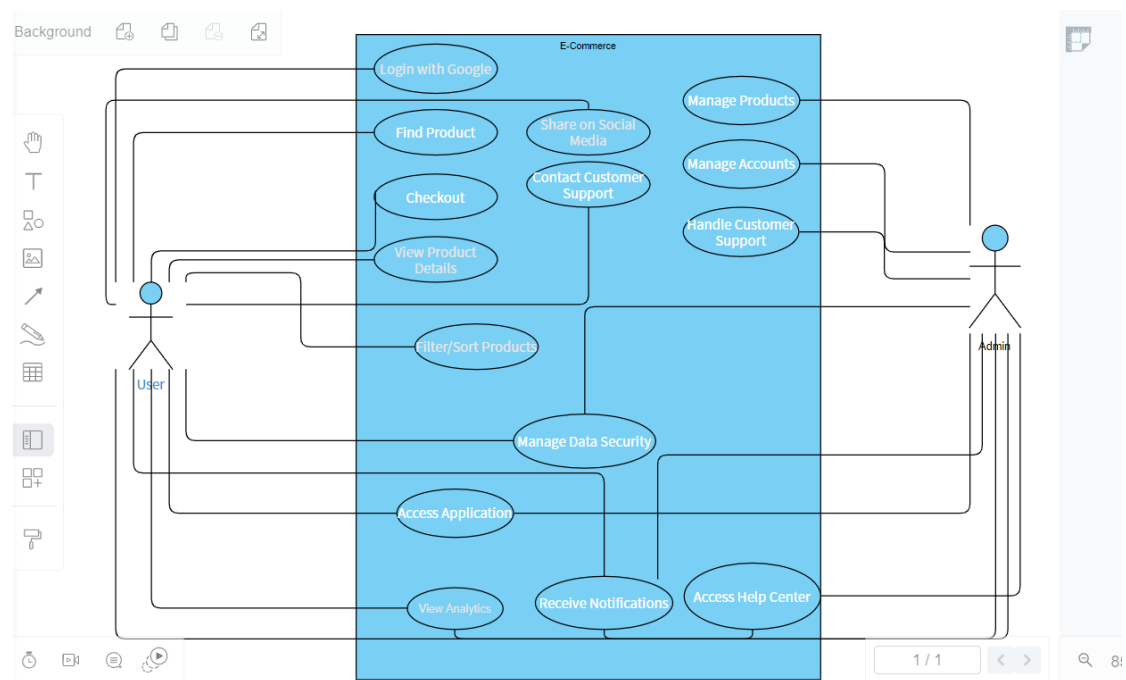 Background
E-Commerce
Login with Google
Manage Products
Find Product
Share on Social
Media
Manage Accounts
Contact Customer
Support
Checkout
Handle Customer
Support
View Product
Details
Filter/Sort Products
Admin
User
Manage Data Security
Access Application
View Analytics
Receive Notifications
Access Help Center
1 / 1